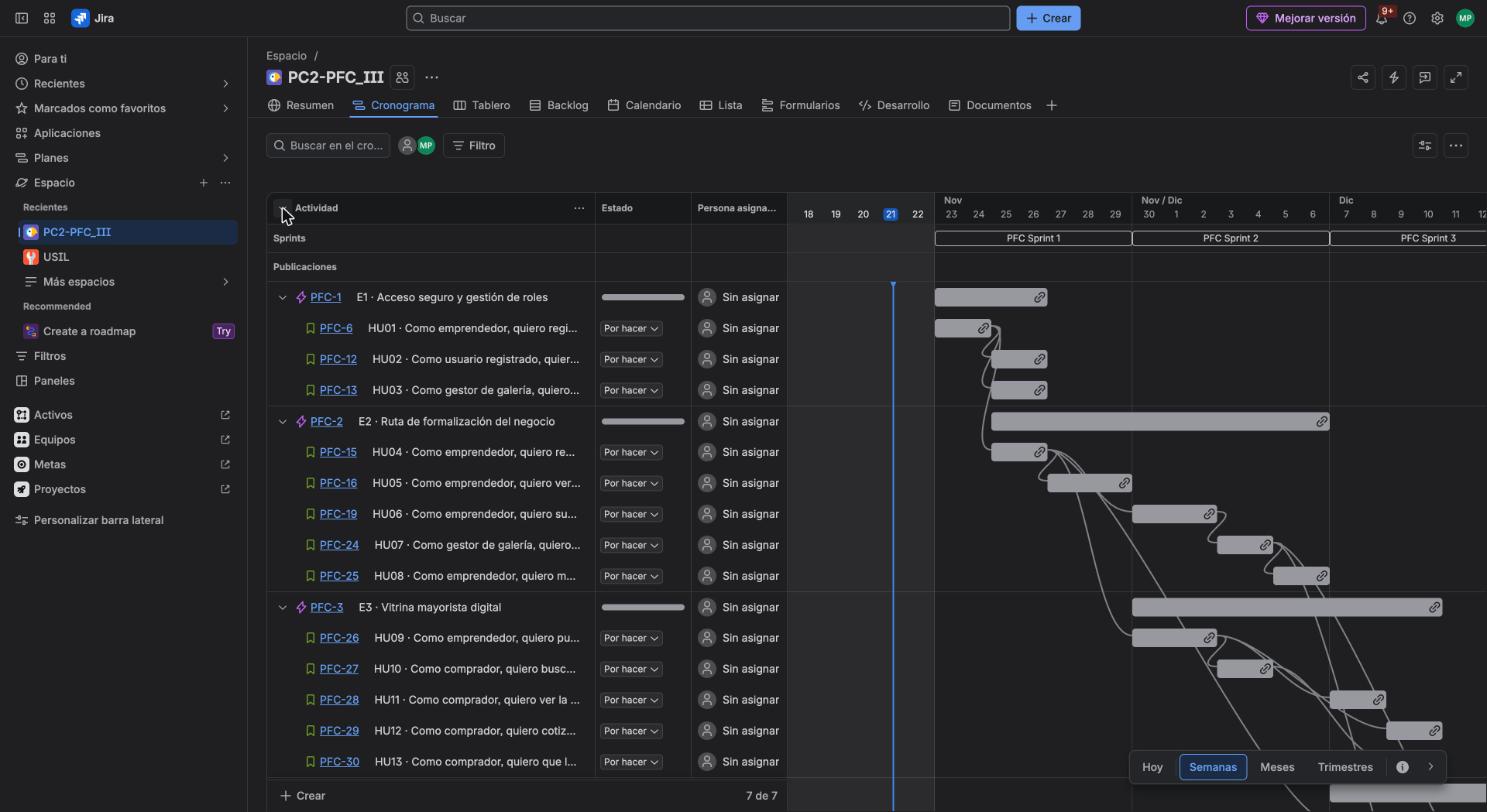 Jira
Buscar
Crear
Mejorar versión
9+
MP
Para ti
Recientes
Marcados como favoritos
Aplicaciones
Planes
Espacio
Recientes
PC2-PFC_III
USIL
Más espacios
Recommended
Create a roadmap
Try
Filtros
Paneles
Activos
Equipos
Metas
Proyectos
Personalizar barra lateral
Espacio /
PC2-PFC_III
Resumen Cronograma Tablero Backlog Calendario Lista Formularios Desarrollo Documentos
Buscar en el cro...
MP
Filtro
Actividad Estado Persona asigna...
Nov Nov / Dic Dic
18 19 20 21 22 23 24 25 26 27 28 29 30 1 2 3 4 5 6 7 8 9 10 11 12
Sprints PFC Sprint 1 PFC Sprint 2 PFC Sprint 3
Publicaciones
PFC-1 E1 · Acceso seguro y gestión de roles Sin asignar
PFC-6 HU01 · Como emprendedor, quiero regi... Por hacer Sin asignar
PFC-12 HU02 · Como usuario registrado, quier... Por hacer Sin asignar
PFC-13 HU03 · Como gestor de galería, quiero... Por hacer Sin asignar
PFC-2 E2 · Ruta de formalización del negocio Sin asignar
PFC-15 HU04 · Como emprendedor, quiero re... Por hacer Sin asignar
PFC-16 HU05 · Como emprendedor, quiero ver... Por hacer Sin asignar
PFC-19 HU06 · Como emprendedor, quiero su... Por hacer Sin asignar
PFC-24 HU07 · Como gestor de galería, quiero... Por hacer Sin asignar
PFC-25 HU08 · Como emprendedor, quiero m... Por hacer Sin asignar
PFC-3 E3 · Vitrina mayorista digital Sin asignar
PFC-26 HU09 · Como emprendedor, quiero pu... Por hacer Sin asignar
PFC-27 HU10 · Como comprador, quiero busc... Por hacer Sin asignar
PFC-28 HU11 · Como comprador, quiero ver la ... Por hacer Sin asignar
PFC-29 HU12 · Como comprador, quiero cotiz... Por hacer Sin asignar
PFC-30 HU13 · Como comprador, quiero que l... Por hacer Sin asignar
Crear 7 de 7
Hoy Semanas Meses Trimestres